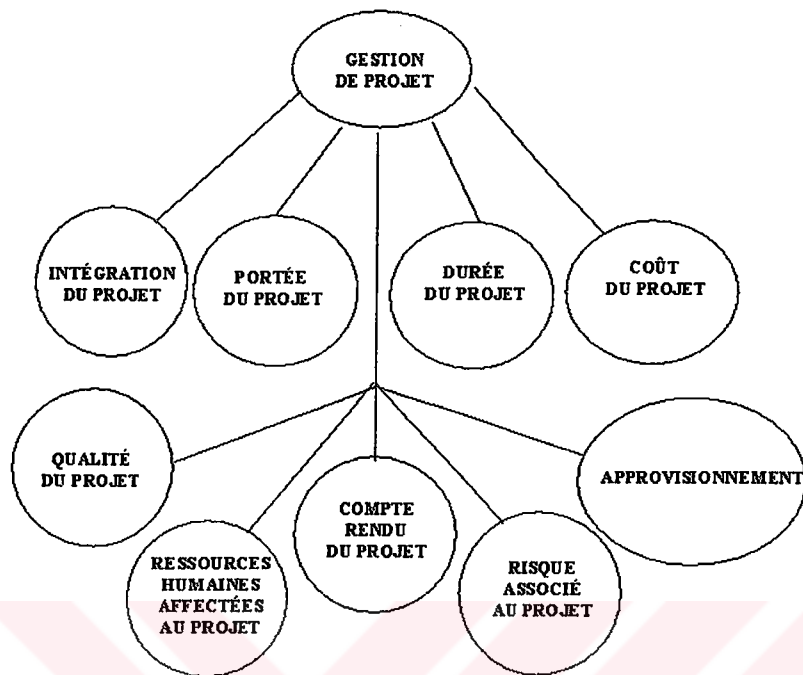 GESTION
DE PROJET
INTÉGRATION
DU PROJET
PORTÉE
DU PROJET
DURÉE
DU PROJET
COÛT
DU PROJET
QUALITÉ
DU PROJET
RESSOURCES
HUMAINES
AFFECTÉES
AU PROJET
COMPTE
RENDU
DU PROJET
RISQUE
ASSOCIÉ
AU PROJET
APPROVISIONNEMENT